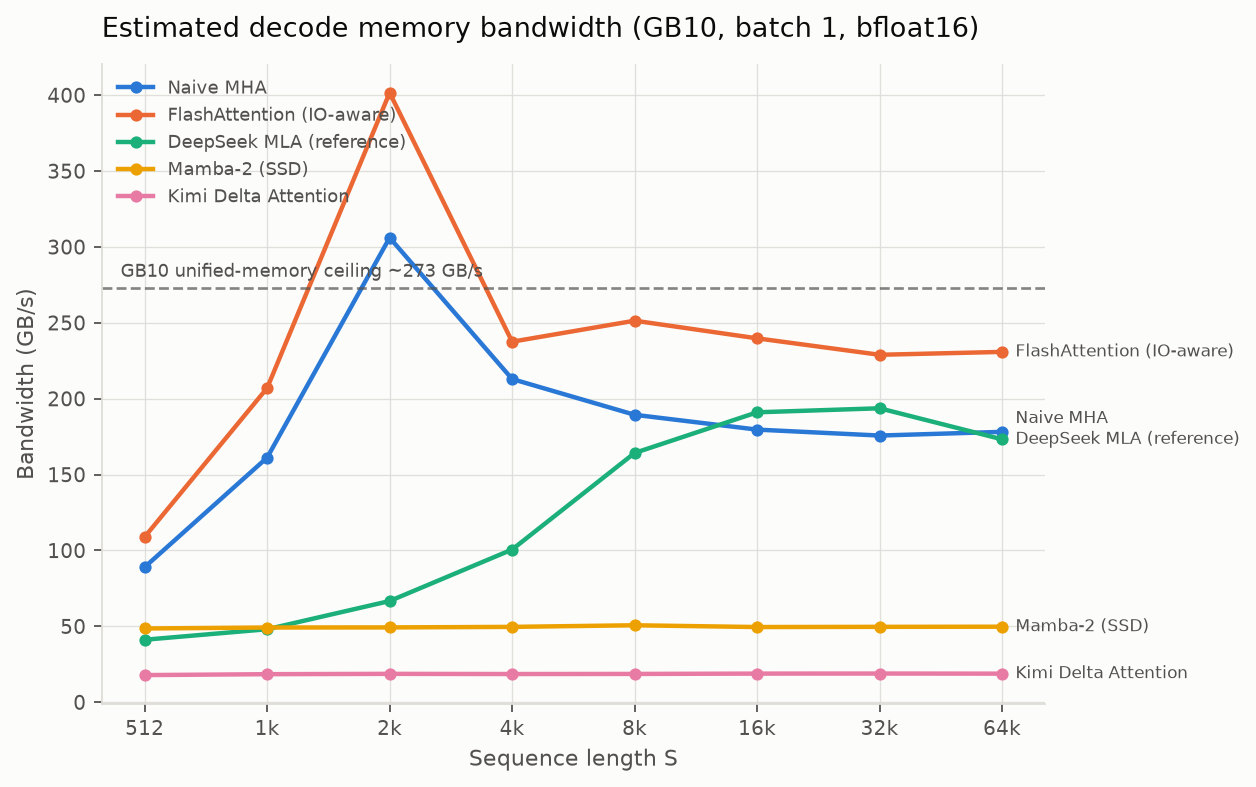 Estimated decode memory bandwidth (GB10, batch 1, bfloat16)
Naive MHA
FlashAttention (IO-aware)
DeepSeek MLA (reference)
Mamba-2 (SSD)
Kimi Delta Attention
GB10 unified-memory ceiling ~273 GB/s
Bandwidth (GB/s)
400
350
300
250
200
150
100
50
0
FlashAttention (IO-aware)
Naive MHA
DeepSeek MLA (reference)
Mamba-2 (SSD)
Kimi Delta Attention
512 1k 2k 4k 8k 16k 32k 64k
Sequence length S